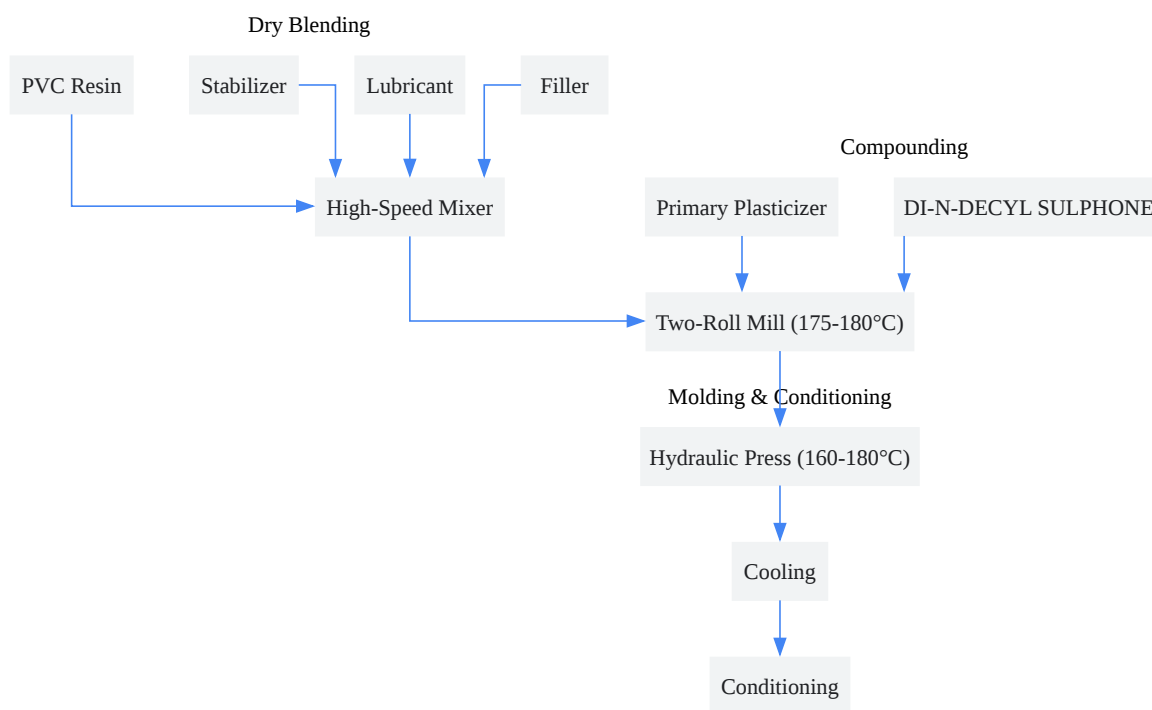 Dry Blending
PVC Resin
Stabilizer
Lubricant
Filler
Compounding
High-Speed Mixer
Primary Plasticizer
DI-N-DECYL SULPHONE
Two-Roll Mill (175-180°C)
Molding & Conditioning
Hydraulic Press (160-180°C)
Cooling
Conditioning